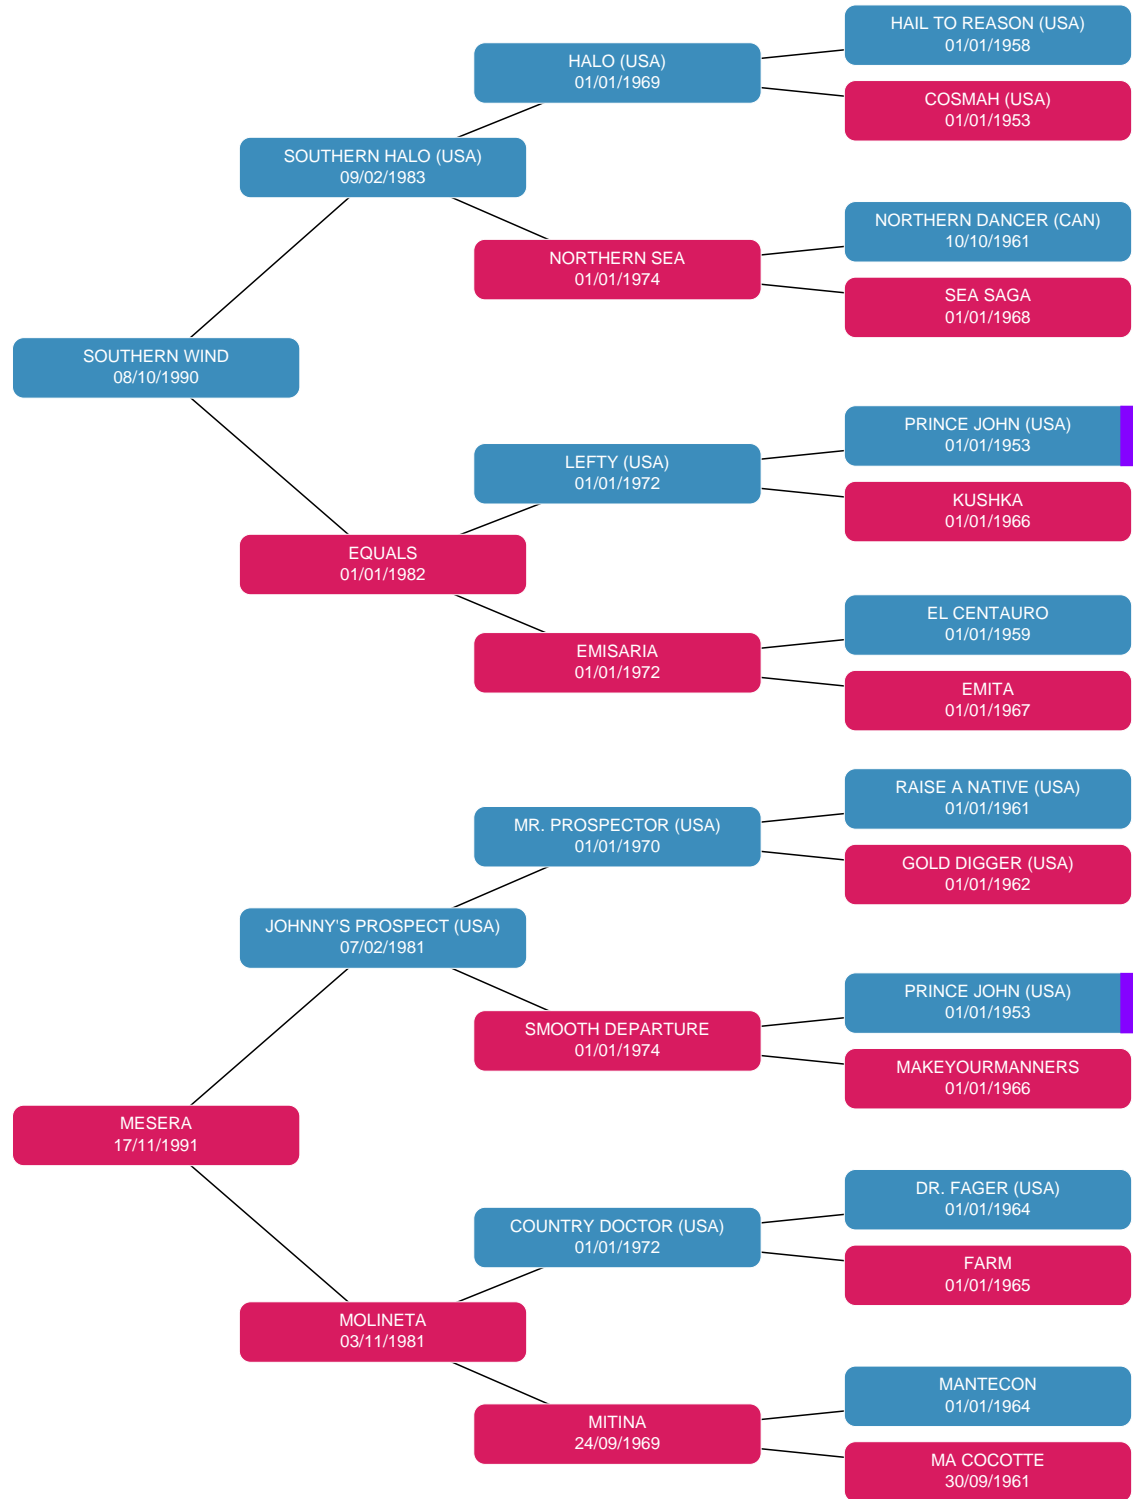 HAIL TO REASON (USA)
01/01/1958
HALO (USA)
01/01/1969
COSMAH (USA)
01/01/1953
SOUTHERN HALO (USA)
09/02/1983
NORTHERN DANCER (CAN)
10/10/1961
NORTHERN SEA
01/01/1974
SEA SAGA
01/01/1968
SOUTHERN WIND
08/10/1990
PRINCE JOHN (USA)
01/01/1953
LEFTY (USA)
01/01/1972
KUSHKA
01/01/1966
EQUALS
01/01/1982
EL CENTAURO
01/01/1959
EMISARIA
01/01/1972
EMITA
01/01/1967
RAISE A NATIVE (USA)
01/01/1961
MR. PROSPECTOR (USA)
01/01/1970
GOLD DIGGER (USA)
01/01/1962
JOHNNY'S PROSPECT (USA)
07/02/1981
PRINCE JOHN (USA)
01/01/1953
SMOOTH DEPARTURE
01/01/1974
MAKEYOURMANNERS
01/01/1966
MESERA
17/11/1991
DR. FAGER (USA)
01/01/1964
COUNTRY DOCTOR (USA)
01/01/1972
FARM
01/01/1965
MOLINETA
03/11/1981
MANTECON
01/01/1964
MITINA
24/09/1969
MA COCOTTE
30/09/1961